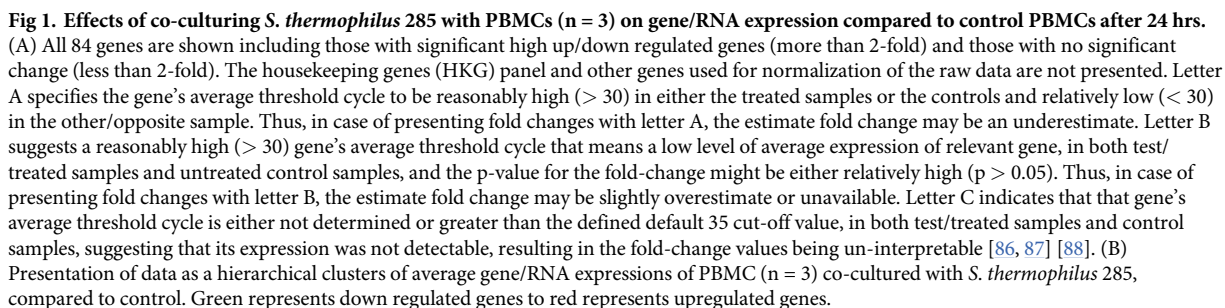 Fig 1. Effects of co-culturing S. thermophilus 285 with PBMCs (n = 3) on gene/RNA expression compared to control PBMCs after 24 hrs.
(A) All 84 genes are shown including those with significant high up/down regulated genes (more than 2-fold) and those with no significant
change (less than 2-fold). The housekeeping genes (HKG) panel and other genes used for normalization of the raw data are not presented. Letter
A specifies the gene's average threshold cycle to be reasonably high (> 30) in either the treated samples or the controls and relatively low (< 30)
in the other/opposite sample. Thus, in case of presenting fold changes with letter A, the estimate fold change may be an underestimate. Letter B
suggests a reasonably high (> 30) gene's average threshold cycle that means a low level of average expression of relevant gene, in both test/
treated samples and untreated control samples, and the p-value for the fold-change might be either relatively high (p > 0.05). Thus, in case of
presenting fold changes with letter B, the estimate fold change may be slightly overestimate or unavailable. Letter C indicates that that gene's
average threshold cycle is either not determined or greater than the defined default 35 cut-off value, in both test/treated samples and control
samples, suggesting that its expression was not detectable, resulting in the fold-change values being un-interpretable [86, 87] [88]. (B)
Presentation of data as a hierarchical clusters of average gene/RNA expressions of PBMC (n = 3) co-cultured with S. thermophilus 285,
compared to control. Green represents down regulated genes to red represents upregulated genes.